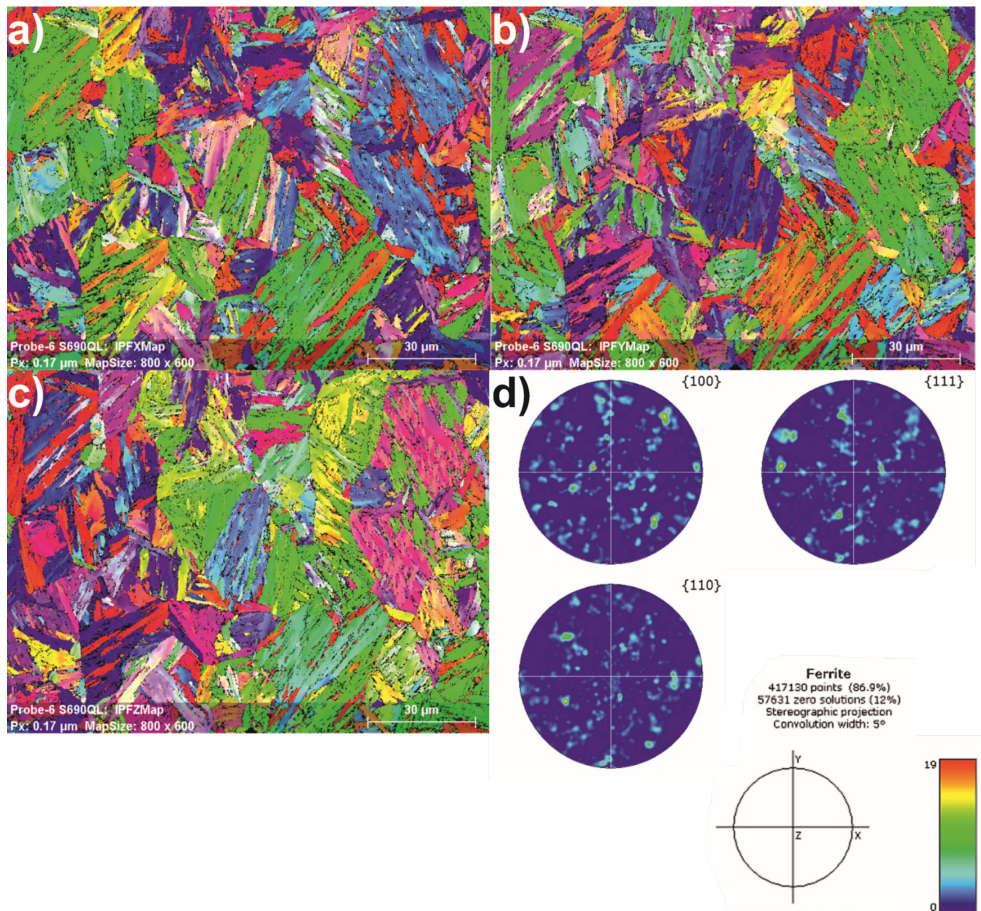 a)
Probe-6 S690QL; IPFXMap
Px: 0.17 µm MapSize: 800 x 600
30 µm
b)
Probe-6 S690QL; IPFYMap
Px: 0.17 µm MapSize: 800 x 600
30 µm
c)
Probe-6 S690QL; IPFZMap
Px: 0.17 µm MapSize: 800 x 600
30 µm
d)
{100}
{111}
{110}
Ferrite
417130 points (86.9%)
57631 zero solutions (12%)
Stereographic projection
Convolution width: 5º
Y
Z
X
19
0